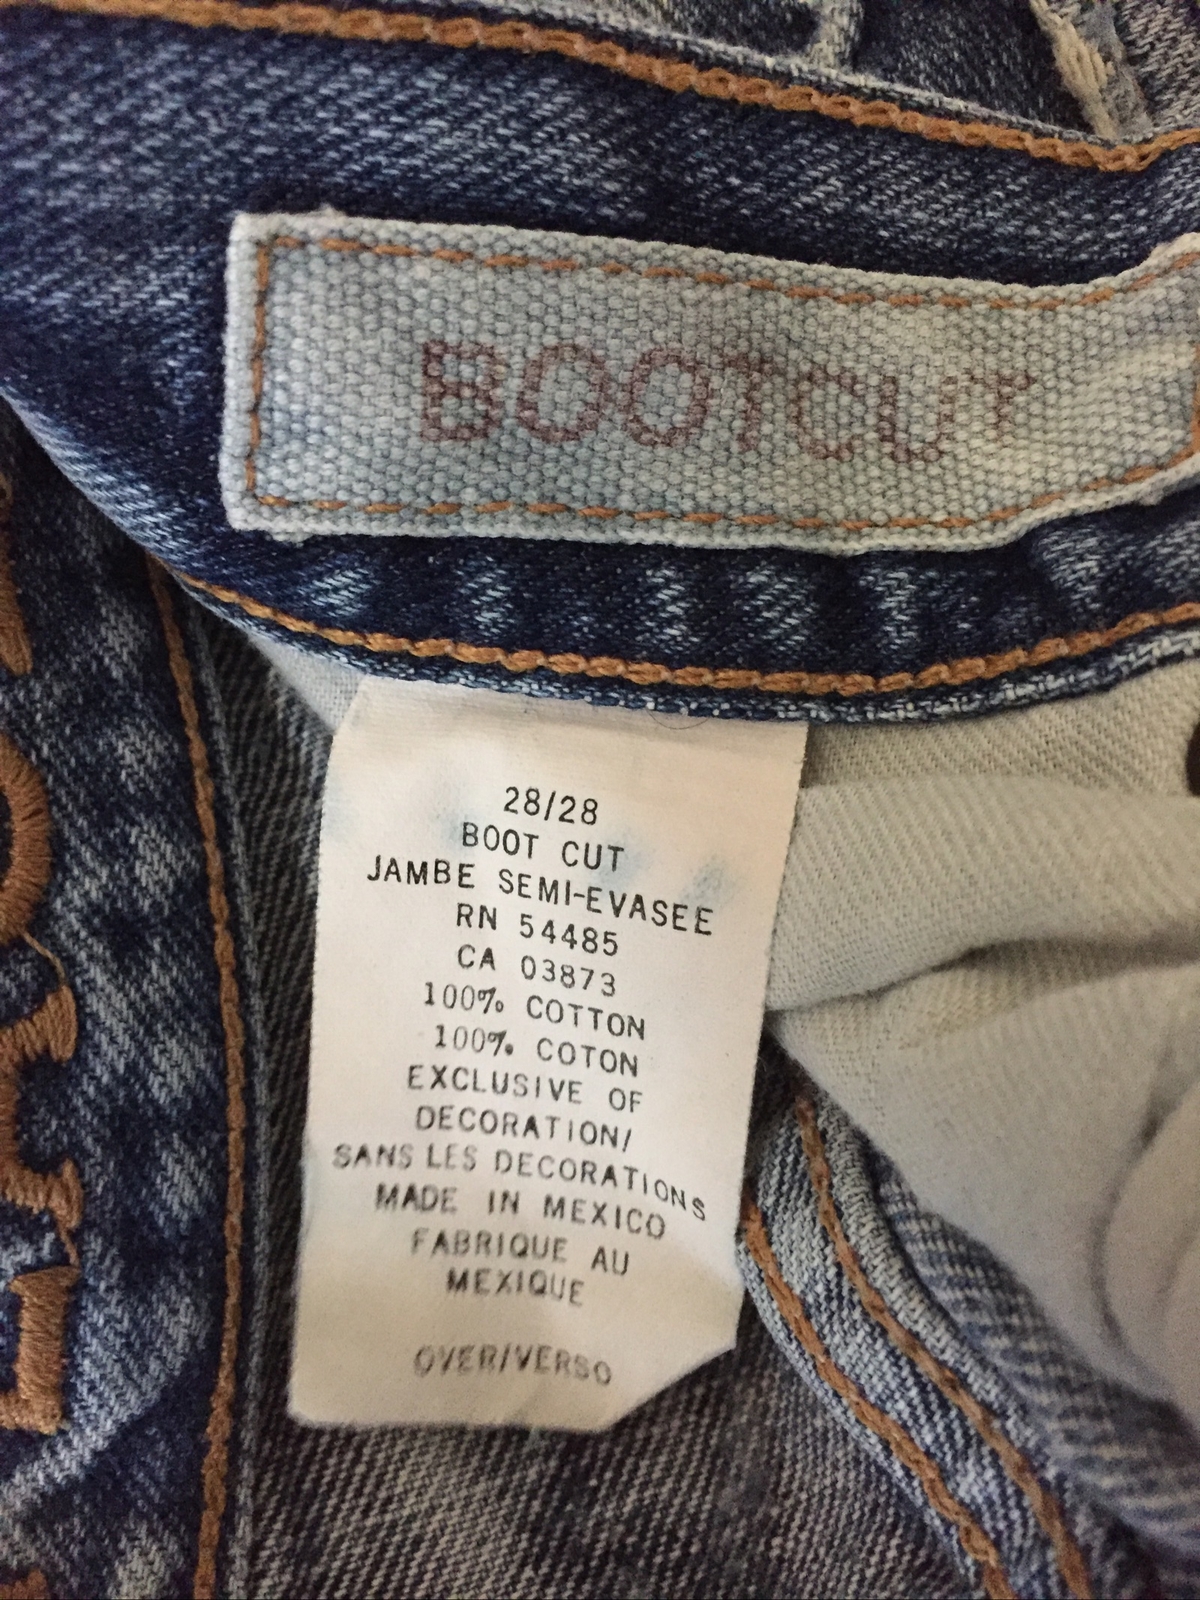 BOOTCUT
28/28
BOOT CUT
JAMBE SEMI-EVASEE
RN 54485
CA 03873
100% COTTON
100% COTON
EXCLUSIVE OF
DECORATION/
SANS LES DECORATIONS
MADE IN MEXICO
FABRIQUE AU
MEXIQUE
OVER/VERSO